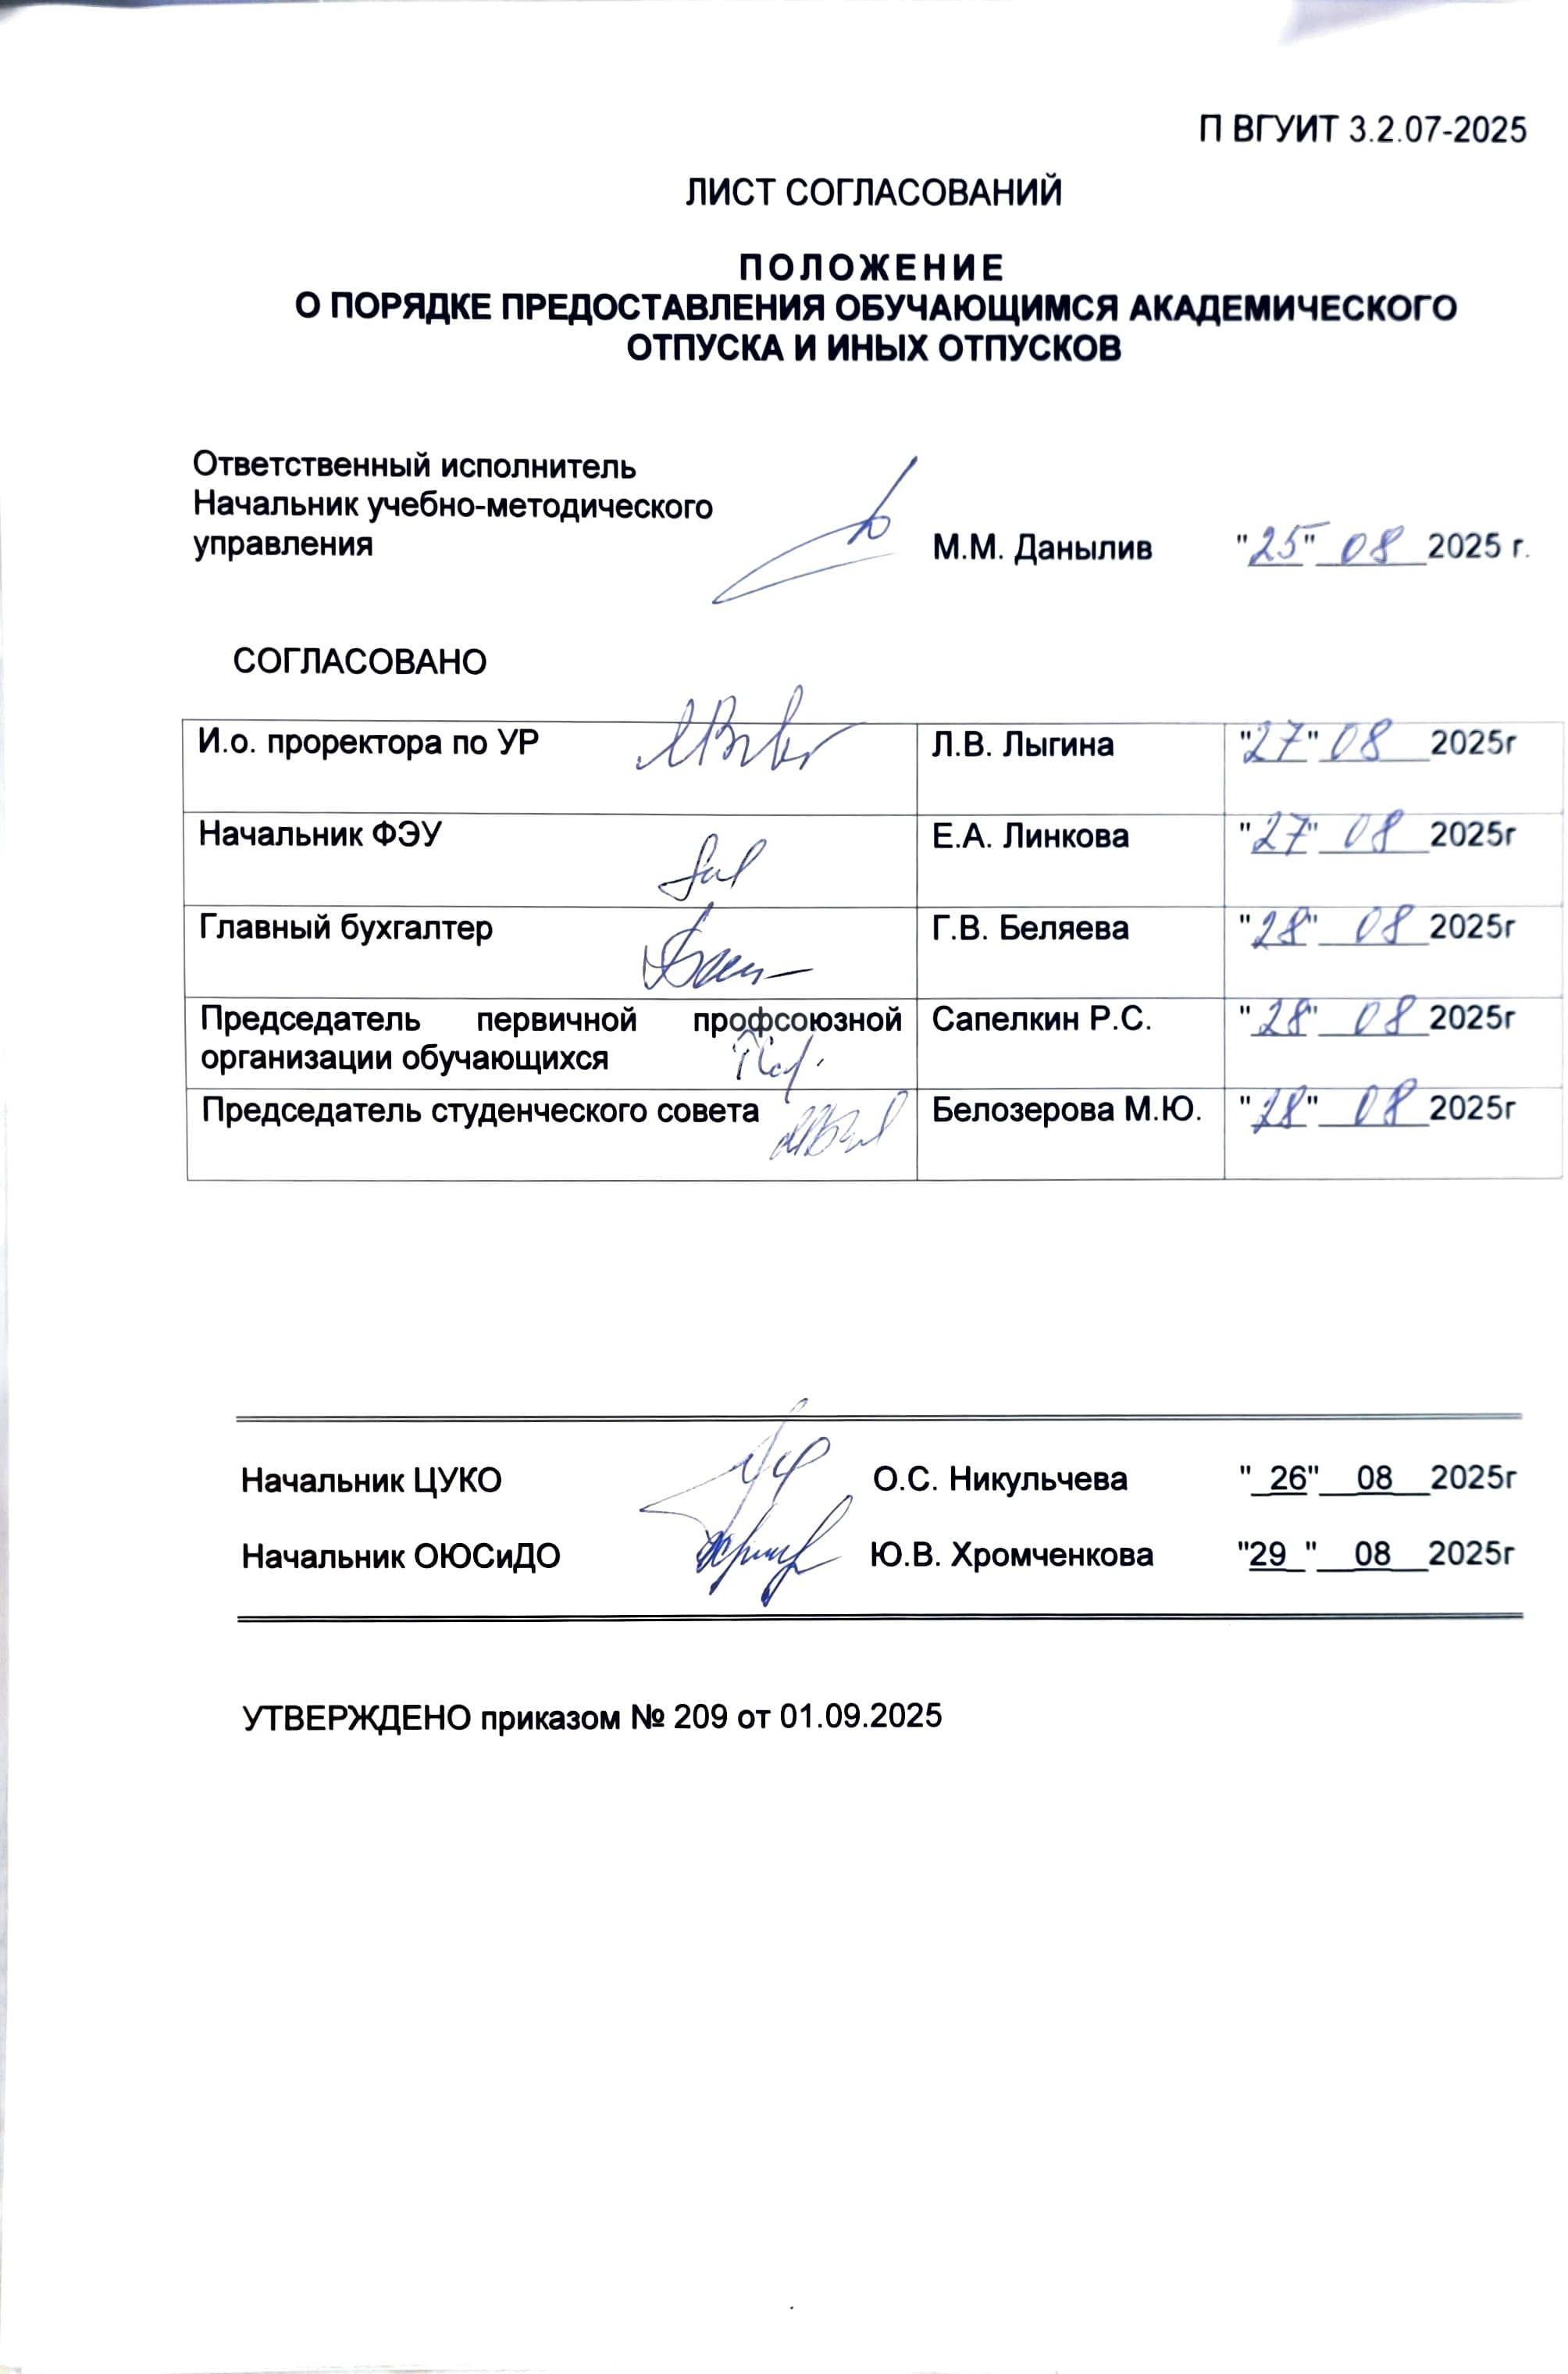 П ВГУИТ 3.2.07-2025
ЛИСТ СОГЛАСОВАНИЙ
ПОЛОЖЕНИЕ
О ПОРЯДКЕ ПРЕДОСТАВЛЕНИЯ ОБУЧАЮЩИМСЯ АКАДЕМИЧЕСКОГО
ОТПУСКА И ИНЫХ ОТПУСКОВ
Ответственный исполнитель
Начальник учебно-методического
управления М.М. Данылив "25" 08 2025 г.
СОГЛАСОВАНО
И.о. проректора по УР Л.В. Лыгина "27" 08 2025г
Начальник ФЭУ Е.А. Линкова "27" 08 2025г
Главный бухгалтер Г.В. Беляева "28" 08 2025г
Председатель первичной профсоюзной Сапелкин Р.С. "28" 08 2025г
организации обучающихся
Председатель студенческого совета Белозерова М.Ю. "28" 08 2025г
Начальник ЦУКО О.С. Никульчева "26" 08 2025г
Начальник ОЮСиДО Ю.В. Хромченкова "29 " 08 2025г
УТВЕРЖДЕНО приказом № 209 от 01.09.2025